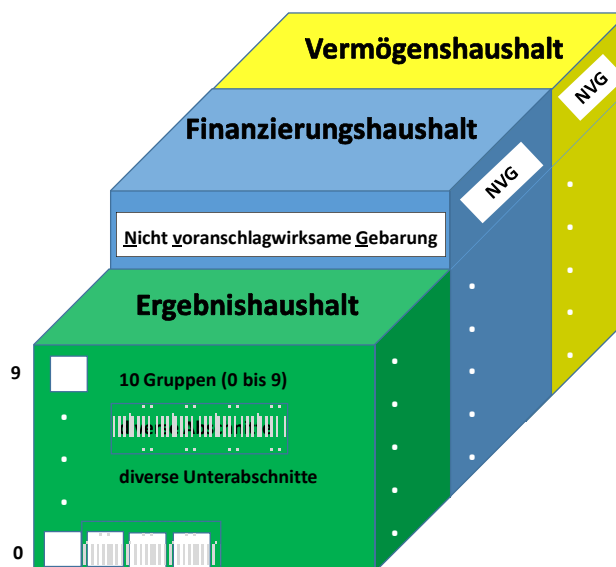 Vermögenshaushalt
NVG
Finanzierungshaushalt
NVG
Nicht voranschlagwirksame Gebarung
Ergebnishaushalt
9
10 Gruppen (0 bis 9)
diverse Unterabschnitte
0